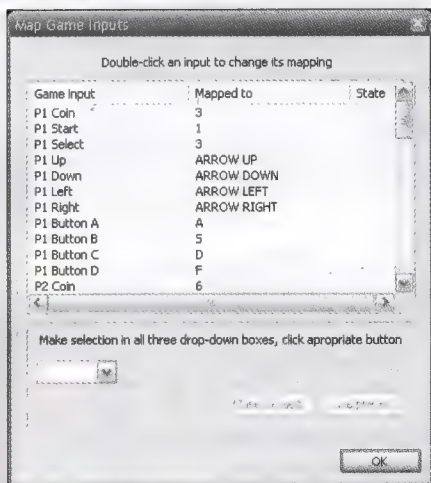 Map Game Inputs
Double-click an input to change its mapping
Game Input Mapped to State
P1 Coin 3
P1 Start 1
P1 Select 3
P1 Up ARROW UP
P1 Down ARROW DOWN
P1 Left ARROW LEFT
P1 Right ARROW RIGHT
P1 Button A A
P1 Button B S
P1 Button C D
P1 Button D F
P2 Coin 6
Make selection in all three drop-down boxes, click apropriate button
OK